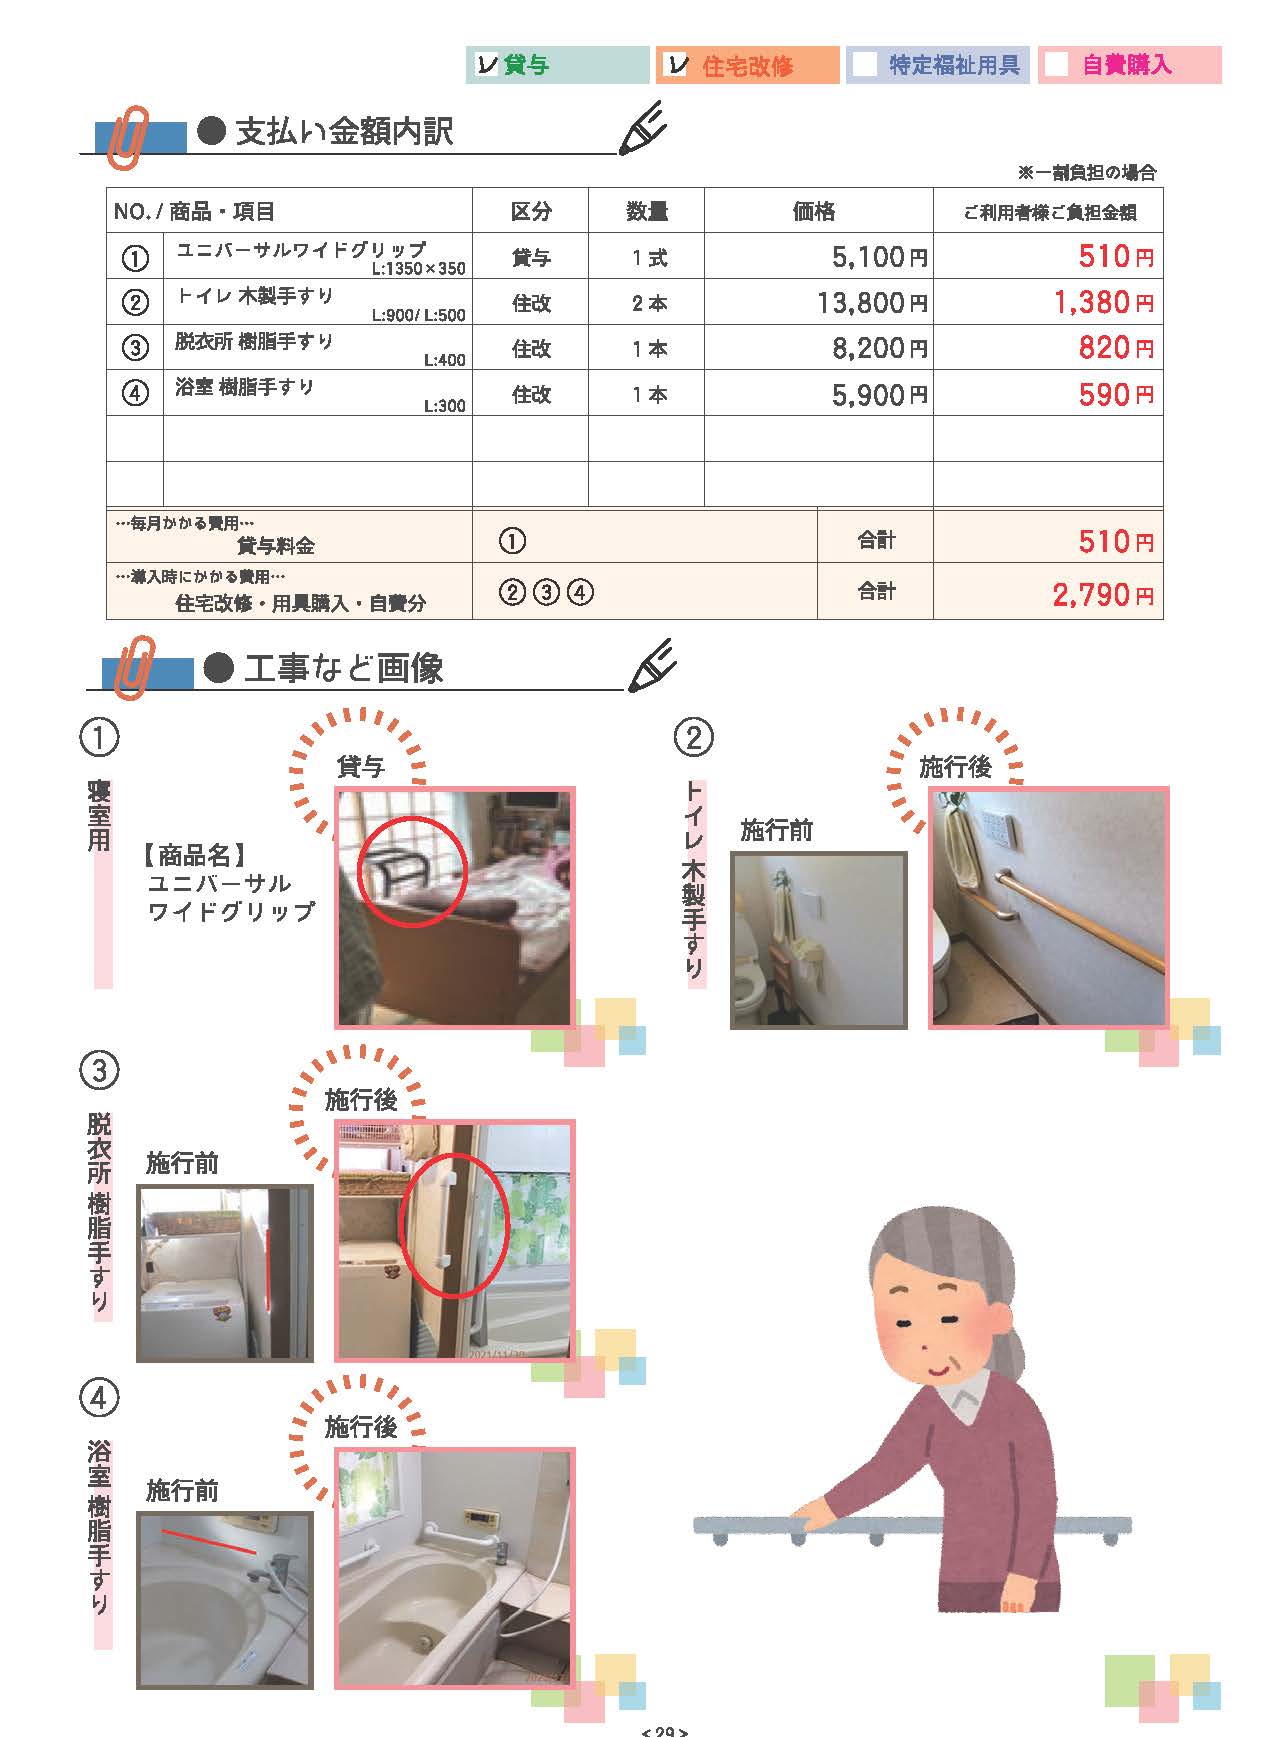 レ 貸与 レ 住宅改修 特定福祉用具 自費購入
● 支払い金額内訳
※一割負担の場合
NO. / 商品・項目 区分 数量 価格 ご利用者様ご負担金額
① ユニバーサルワイドグリップ L:1350×350 貸与 1 式 5,100円 510円
② トイレ 木製手すり L:900/ L:500 住改 2 本 13,800円 1,380円
③ 脱衣所 樹脂手すり L:400 住改 1 本 8,200円 820円
④ 浴室 樹脂手すり L:300 住改 1 本 5,900円 590円
…毎月かかる費用…
貸与料金 ① 合計 510円
…導入時にかかる費用…
住宅改修・用具購入・自費分 ②③④ 合計 2,790円
● 工事など画像
①
寝室用
貸与
【商品名】
ユニバーサル
ワイドグリップ
②
トイレ 木製手すり
施行前
施行後
③
脱衣所 樹脂手すり
施行前
施行後
2021/11/30
④
浴室 樹脂手すり
施行前
施行後
<29>